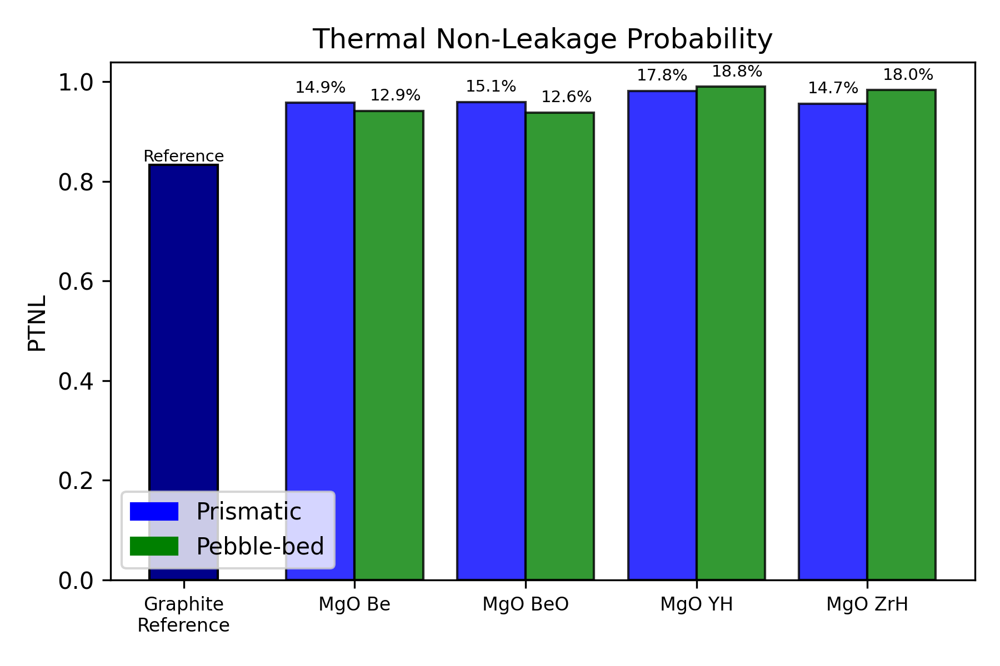 Thermal Non-Leakage Probability
PTNL
1.0
0.8
0.6
0.4
0.2
0.0
Reference
14.9%
12.9%
15.1%
12.6%
17.8%
18.8%
14.7%
18.0%
Prismatic
Pebble-bed
Graphite
Reference
MgO Be
MgO BeO
MgO YH
MgO ZrH